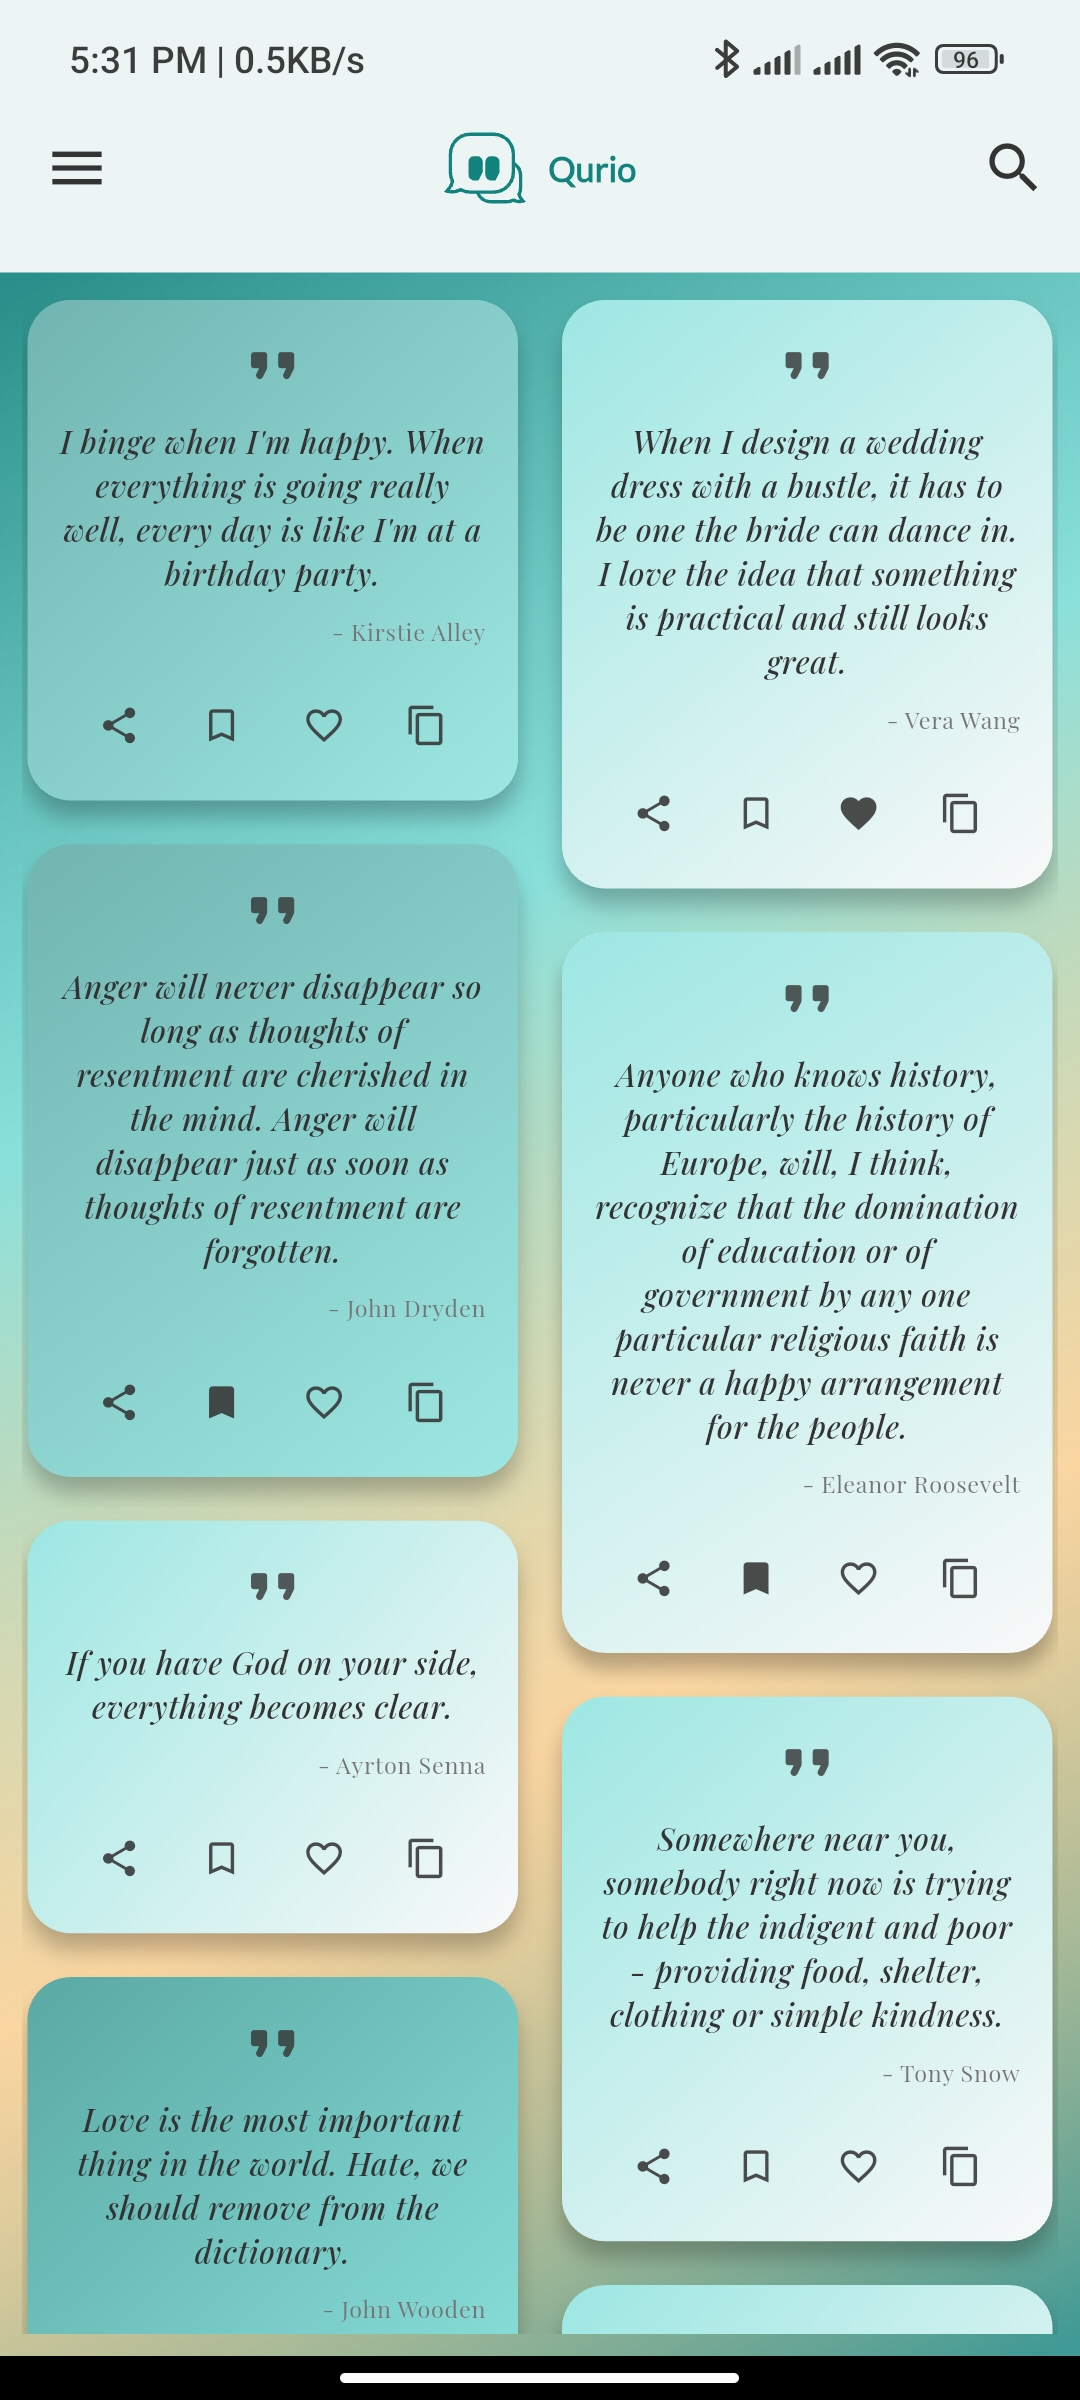 5:31 PM | 0.5KB/s
96
Qurio
I binge when I'm happy. When
everything is going really
well, every day is like I'm at a
birthday party.
- Kirstie Alley
When I design a wedding
dress with a bustle, it has to
be one the bride can dance in.
I love the idea that something
is practical and still looks
great.
- Vera Wang
Anger will never disappear so
long as thoughts of
resentment are cherished in
the mind. Anger will
disappear just as soon as
thoughts of resentment are
forgotten.
- John Dryden
Anyone who knows history,
particularly the history of
Europe, will, I think,
recognize that the domination
of education or of
government by any one
particular religious faith is
never a happy arrangement
for the people.
- Eleanor Roosevelt
If you have God on your side,
everything becomes clear.
- Ayrton Senna
Somewhere near you,
somebody right now is trying
to help the indigent and poor
- providing food, shelter,
clothing or simple kindness.
- Tony Snow
Love is the most important
thing in the world. Hate, we
should remove from the
dictionary.
- John Wooden